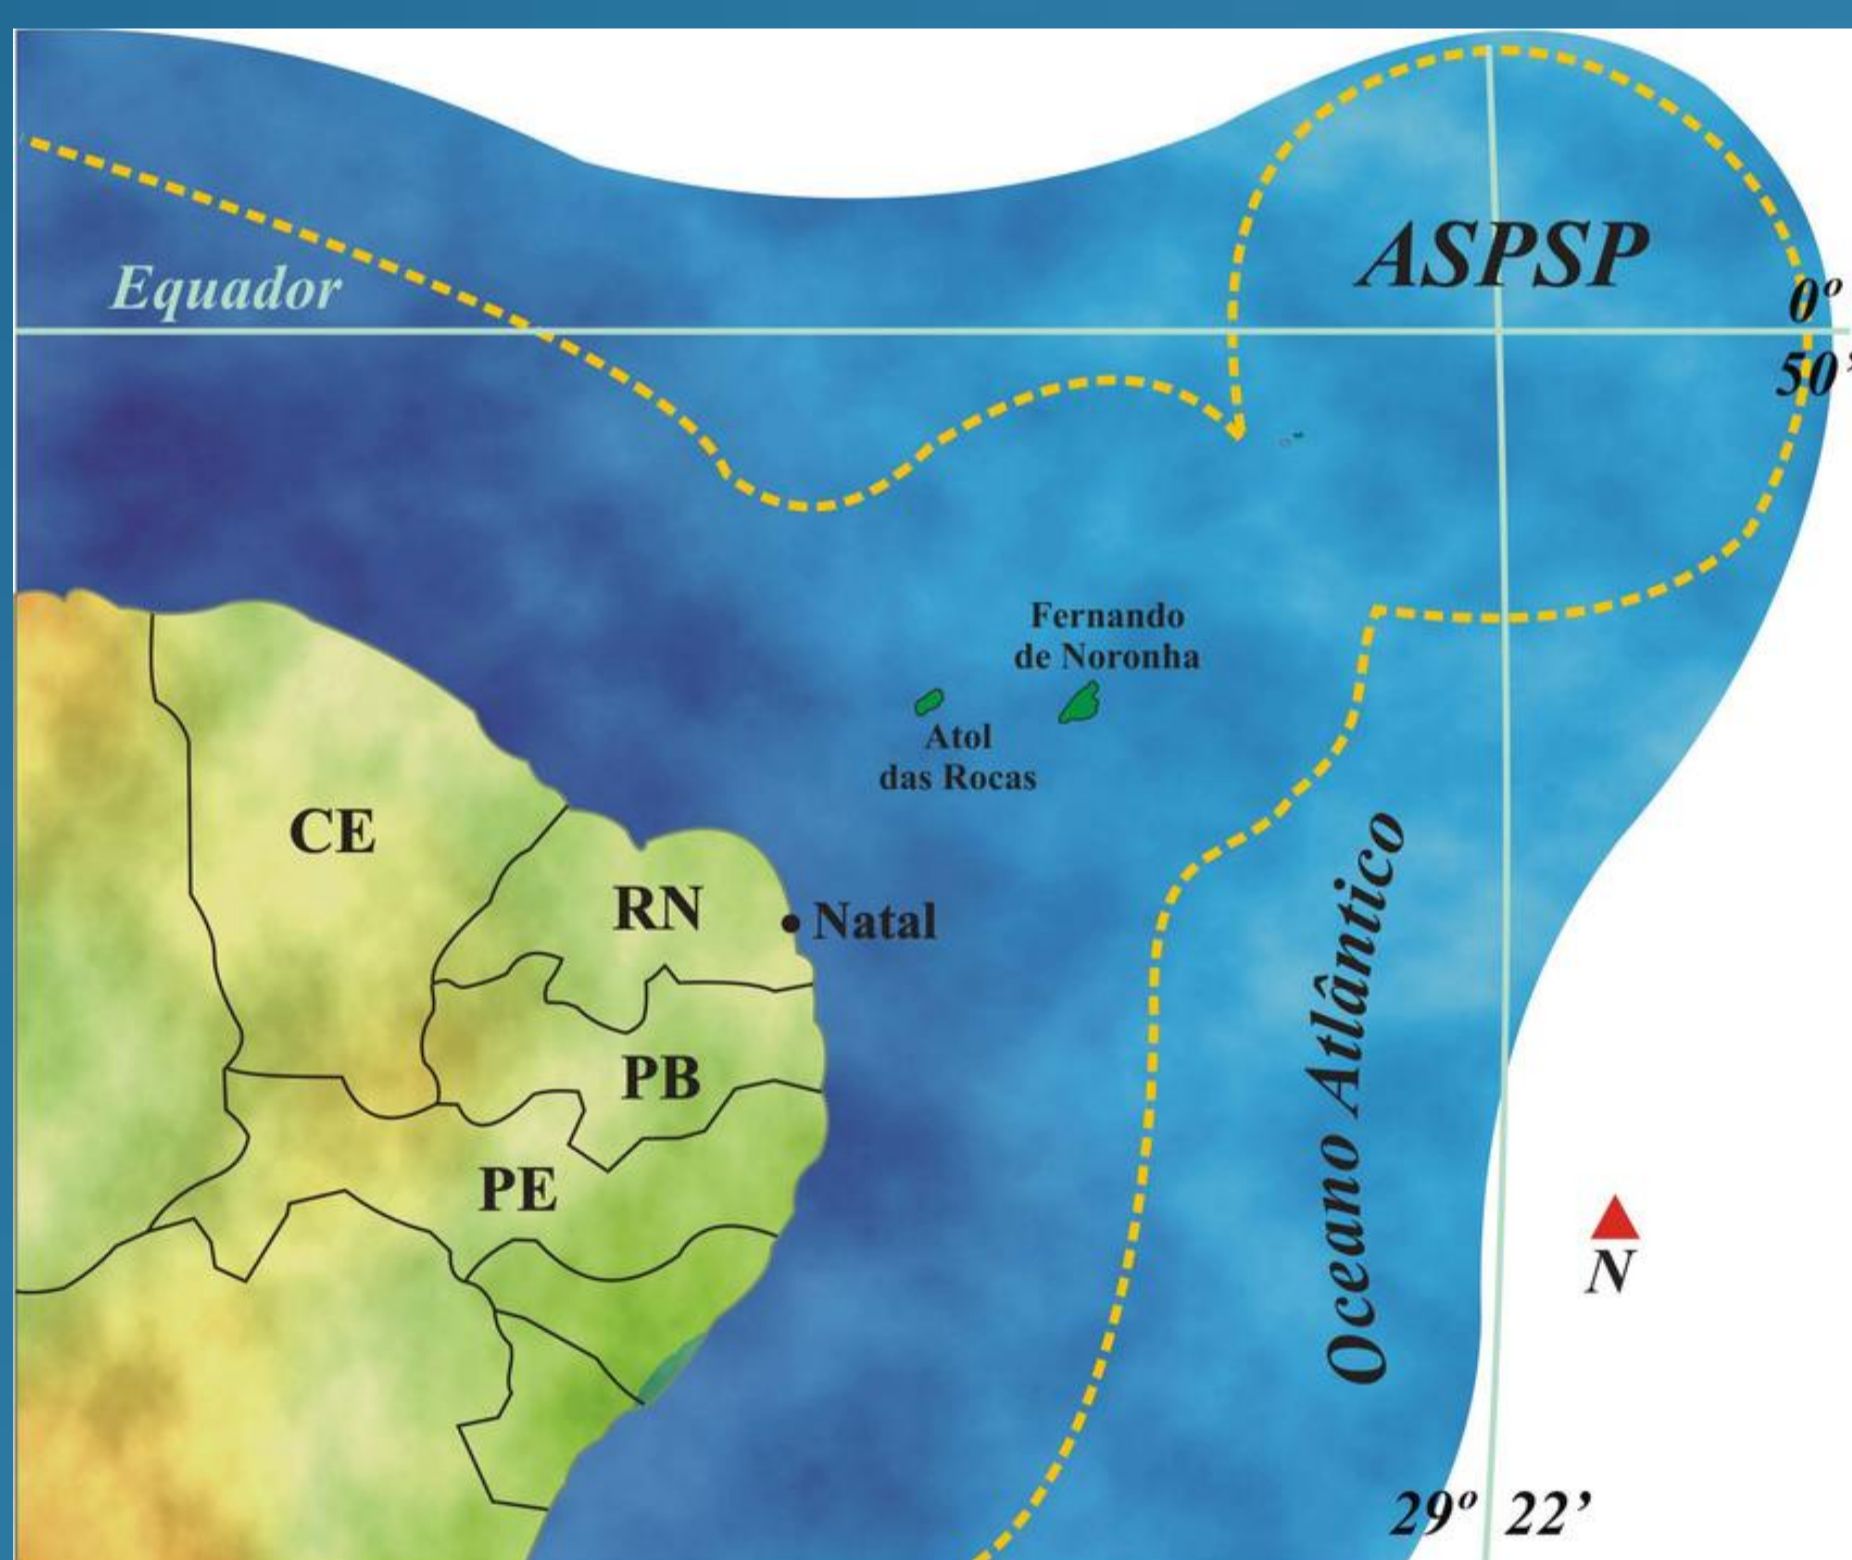 ASPSP
Equador
0º
50’
Fernando
de Noronha
Atol
das Rocas
CE
RN
Natal
Oceano Atlântico
PB
PE
N
29º 22’